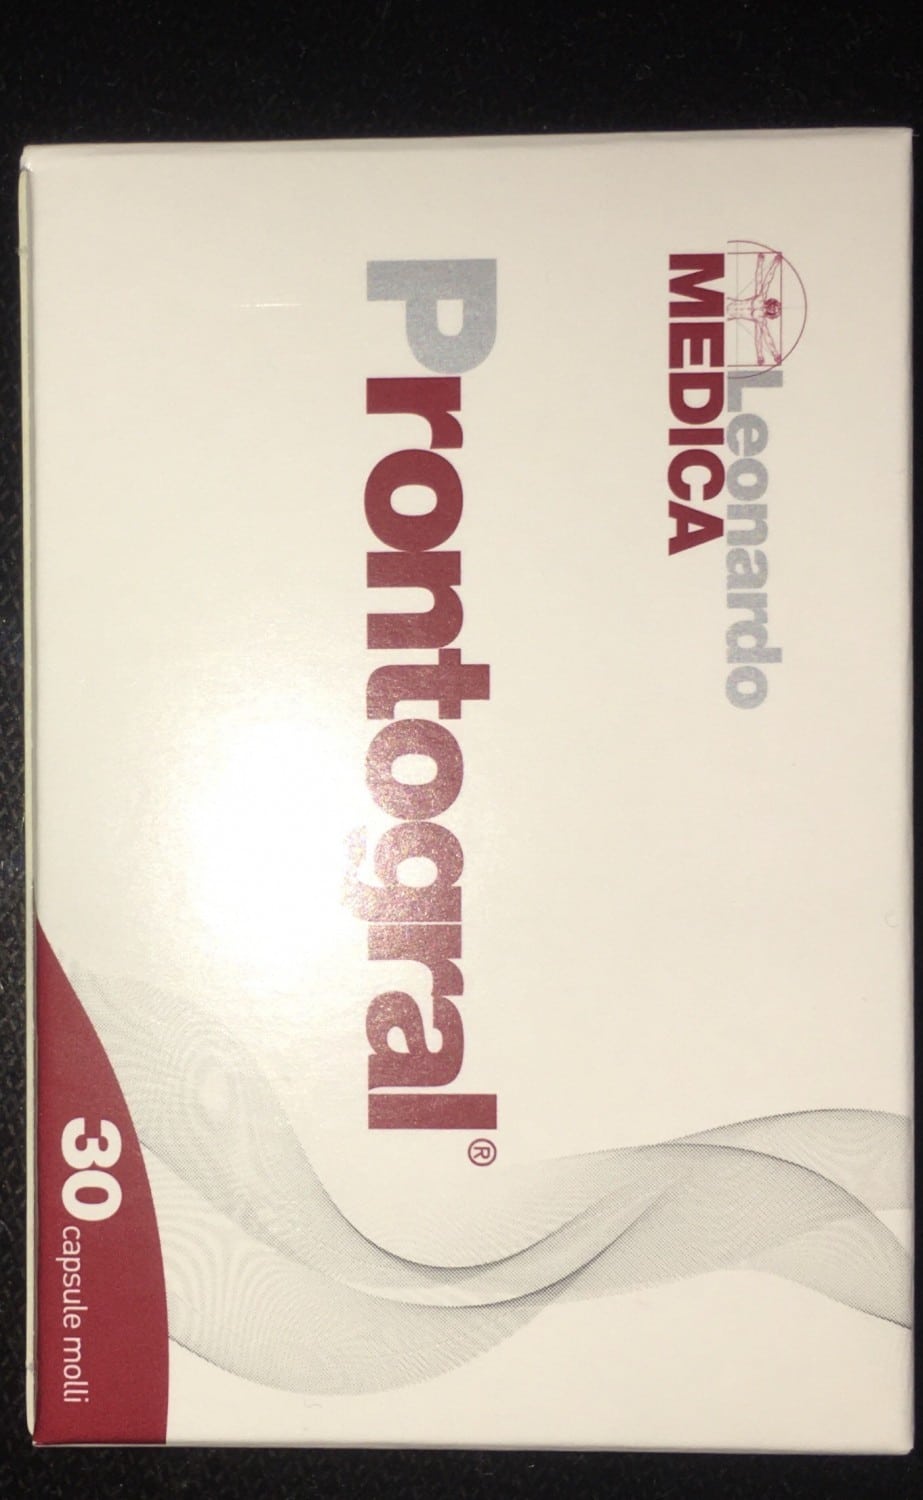 Leonardo
MEDICA
Prontogral®
30 capsule molli